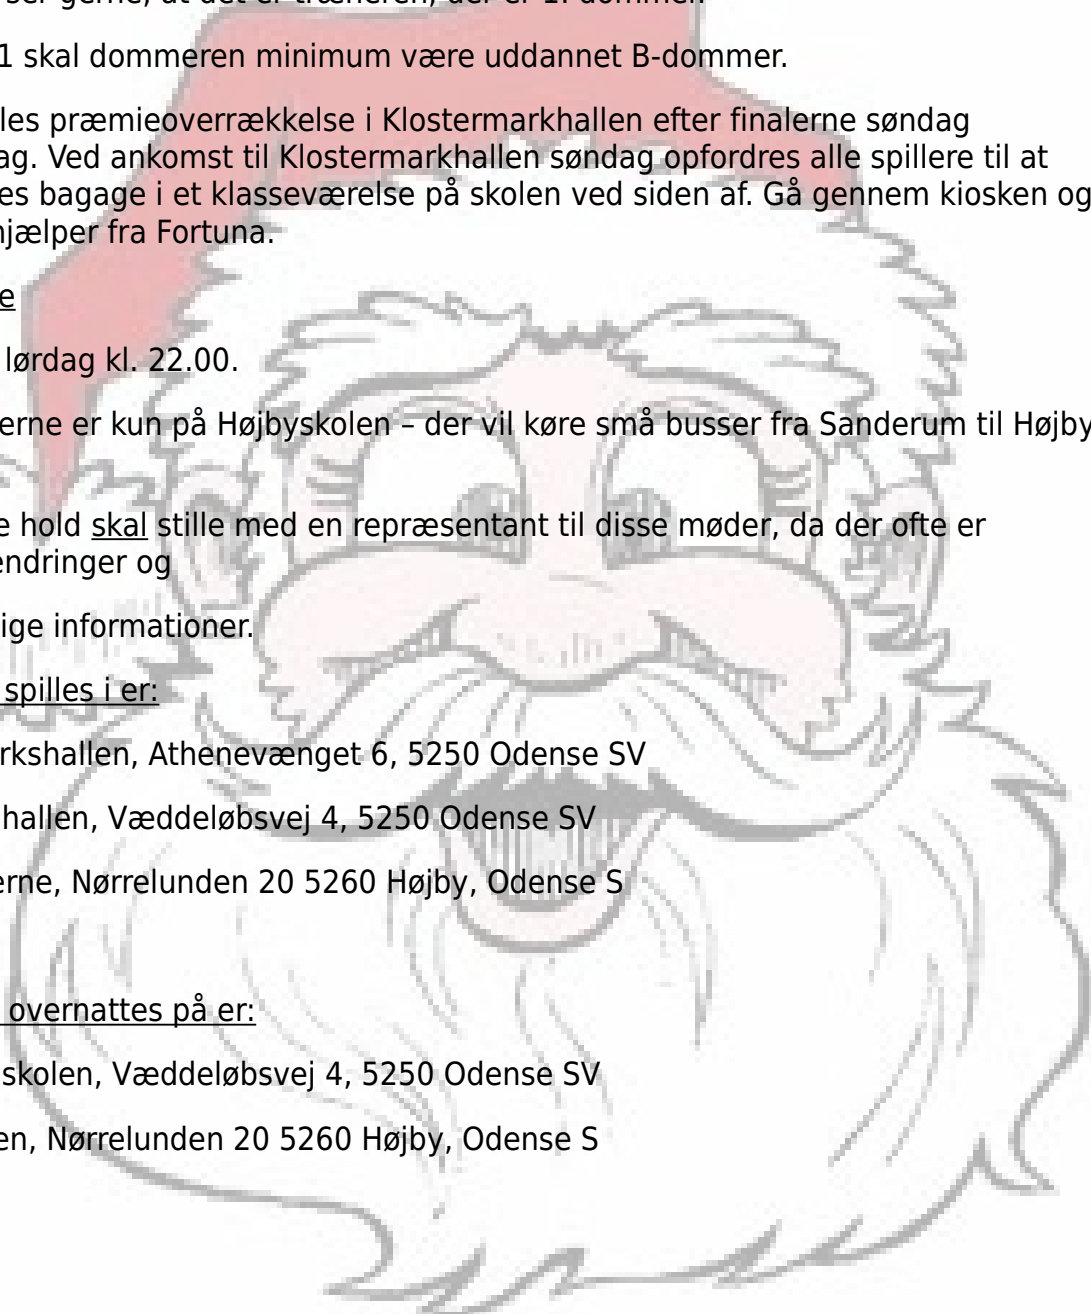 ser gerne, at det er træneren, der er 1. dommer.
1 skal dommeren minimum være uddannet B-dommer.
les præmieoverrækkelse i Klostermarkhallen efter finalerne søndag
ag. Ved ankomst til Klostermarkhallen søndag opfordres alle spillere til at
es bagage i et klasseværelse på skolen ved siden af. Gå gennem kiosken og
hjælper fra Fortuna.
e
lørdag kl. 22.00.
erne er kun på Højbyskolen – der vil køre små busser fra Sanderum til Højby
e hold skal stille med en repræsentant til disse møder, da der ofte er
endringer og
ige informationer.
spilles i er:
rkshallen, Athenevænget 6, 5250 Odense SV
hallen, Væddeløbsvej 4, 5250 Odense SV
erne, Nørrelunden 20 5260 Højby, Odense S
overnattes på er:
skolen, Væddeløbsvej 4, 5250 Odense SV
en, Nørrelunden 20 5260 Højby, Odense S